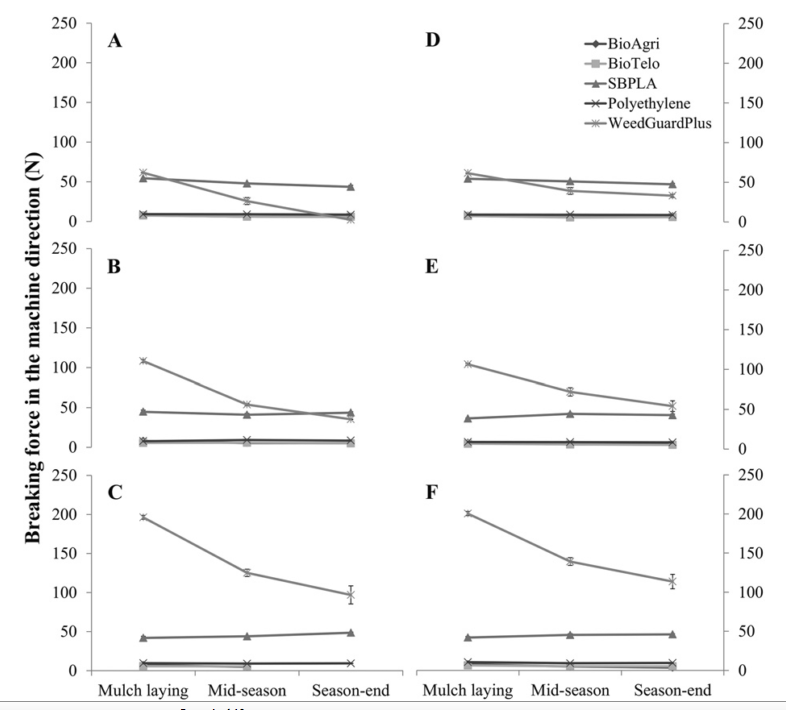 Breaking force in the machine direction (N)
A
250
200
150
100
50
0
D
BioAgri
BioTelo
SBPLA
Polyethylene
WeedGuardPlus
250
200
150
100
50
0
B
250
200
150
100
50
0
E
250
200
150
100
50
0
C
250
200
150
100
50
0
F
250
200
150
100
50
0
Mulch laying Mid-season Season-end Mulch laying Mid-season Season-end